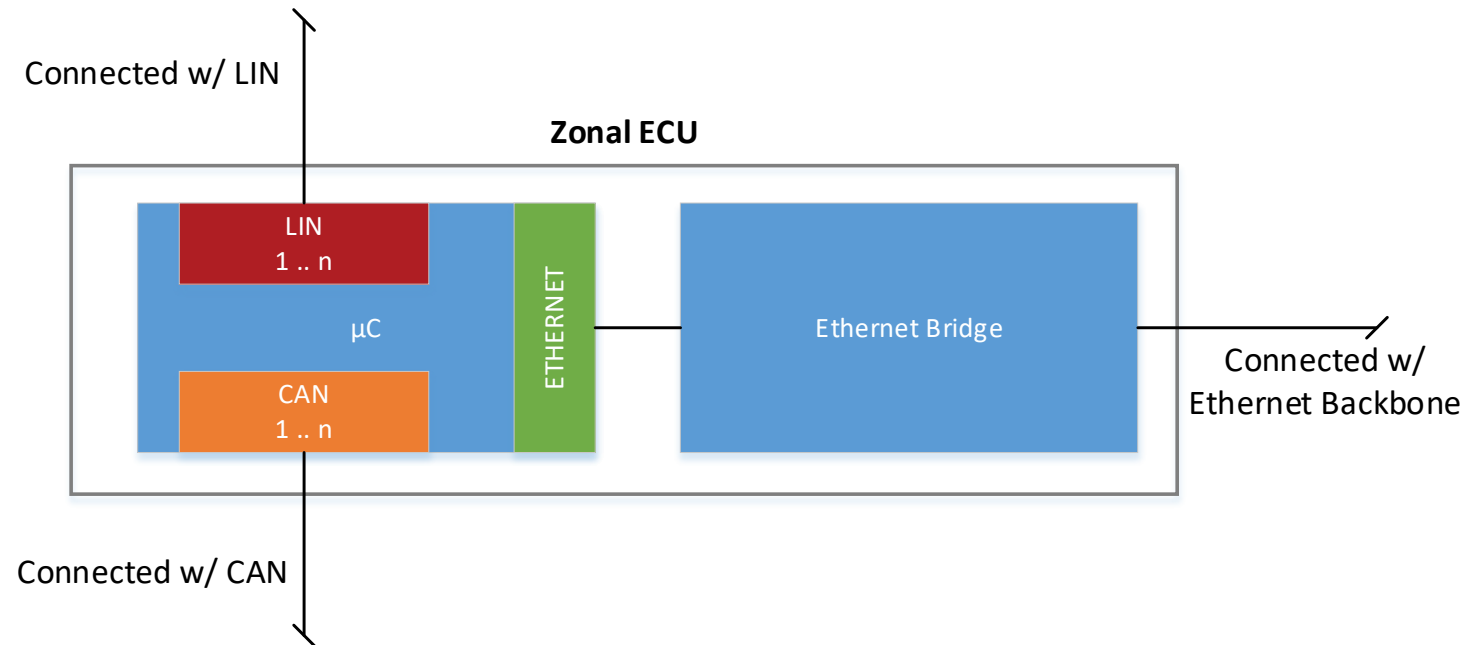 Connected w/ LIN
Zonal ECU
LIN
1 .. n
µC
ETHERNET
Ethernet Bridge
CAN
1 .. n
Connected w/
Ethernet Backbone
Connected w/ CAN